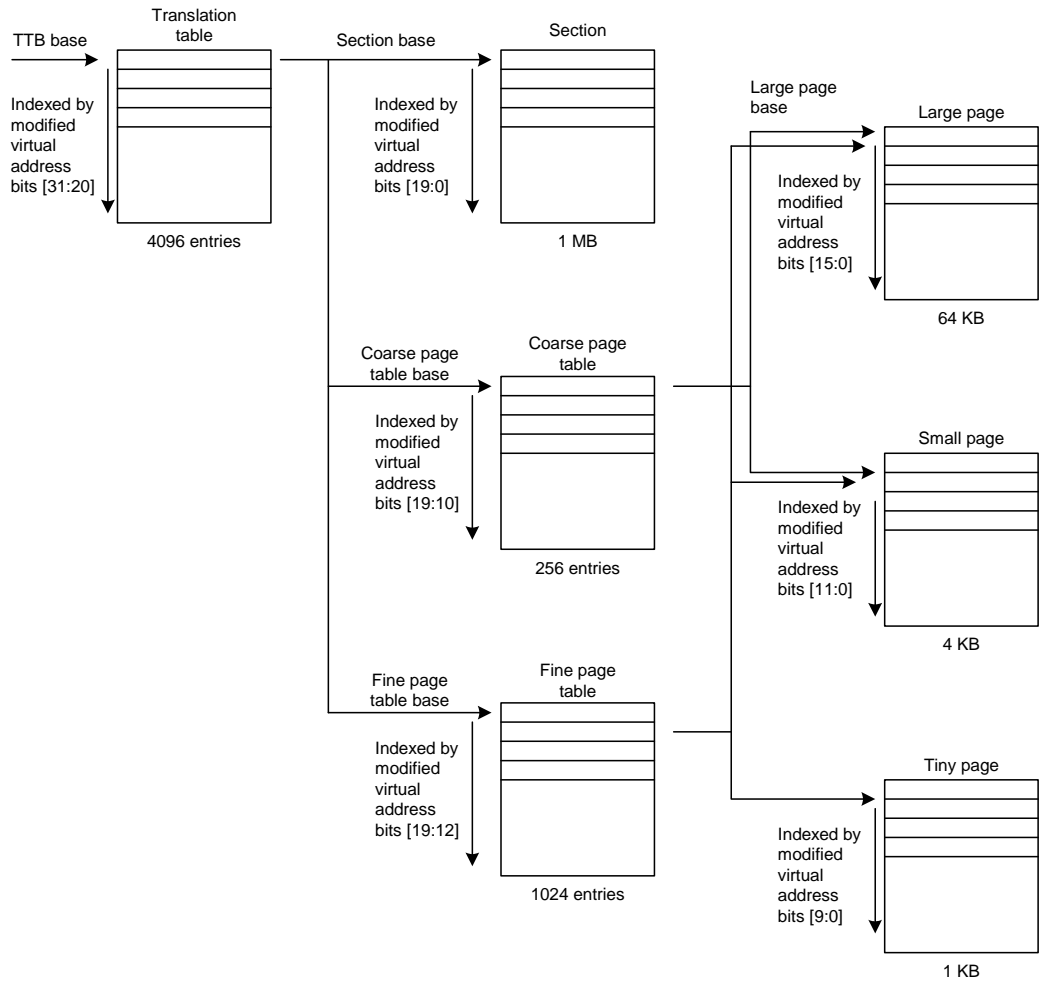 Translation
table
TTB base
Indexed by
modified
virtual
address
bits [31:20]
4096 entries
Section base
Section
Indexed by
modified
virtual
address
bits [19:0]
1 MB
Coarse page
table base
Coarse page
table
Indexed by
modified
virtual
address
bits [19:10]
256 entries
Fine page
table base
Fine page
table
Indexed by
modified
virtual
address
bits [19:12]
1024 entries
Large page
base
Large page
Indexed by
modified
virtual
address
bits [15:0]
64 KB
Small page
Indexed by
modified
virtual
address
bits [11:0]
4 KB
Tiny page
Indexed by
modified
virtual
address
bits [9:0]
1 KB